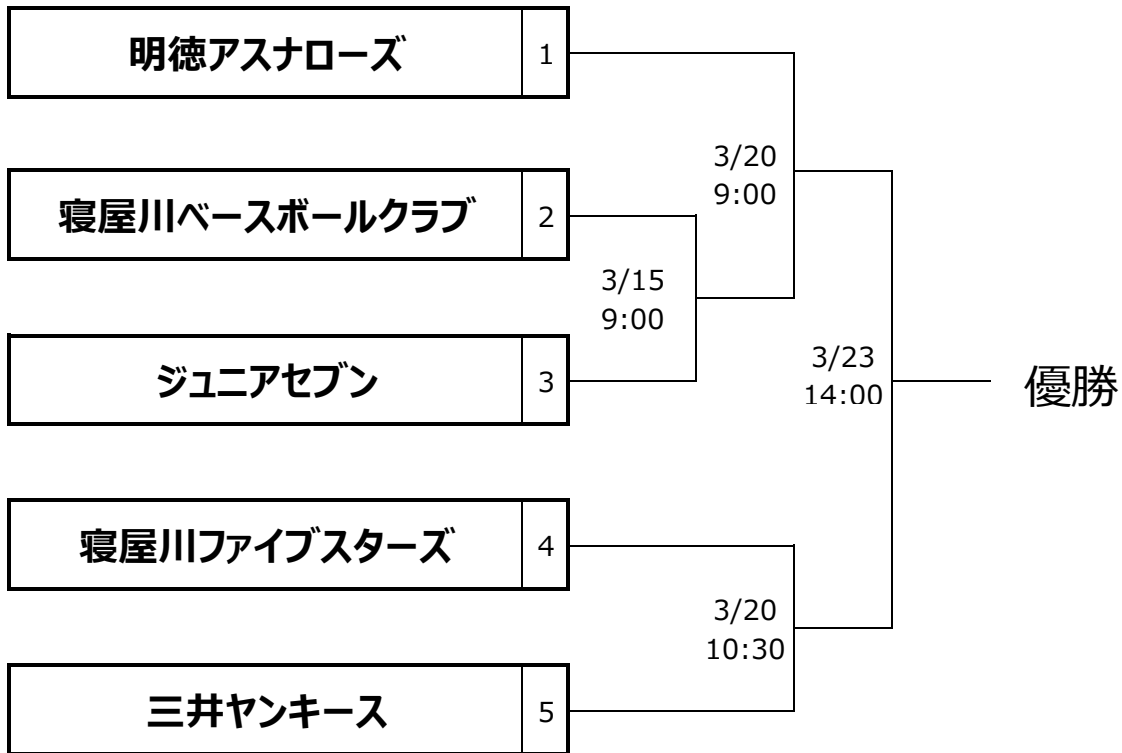 明徳アスナローズ 1
3/20
9:00
寝屋川ベースボールクラブ 2
3/15
9:00
ジュニアセブン 3
3/23
14:00
優勝
寝屋川ファイブスターズ 4
3/20
10:30
三井ヤンキース 5